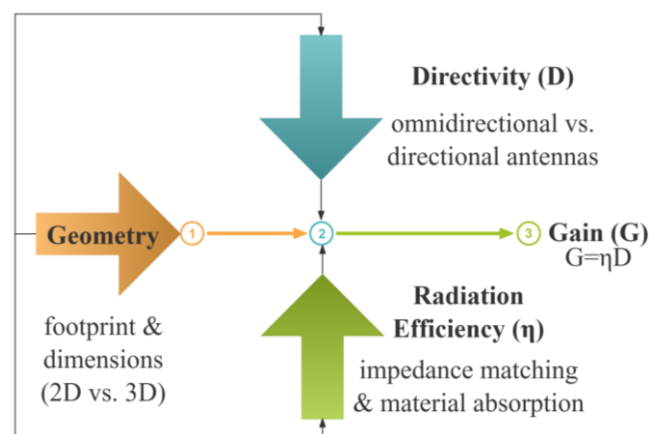 Directivity (D)
omnidirectional vs.
directional antennas
Geometry
1
2
3
Gain (G)
G=ηD
footprint &
dimensions
(2D vs. 3D)
Radiation
Efficiency (η)
impedance matching
& material absorption